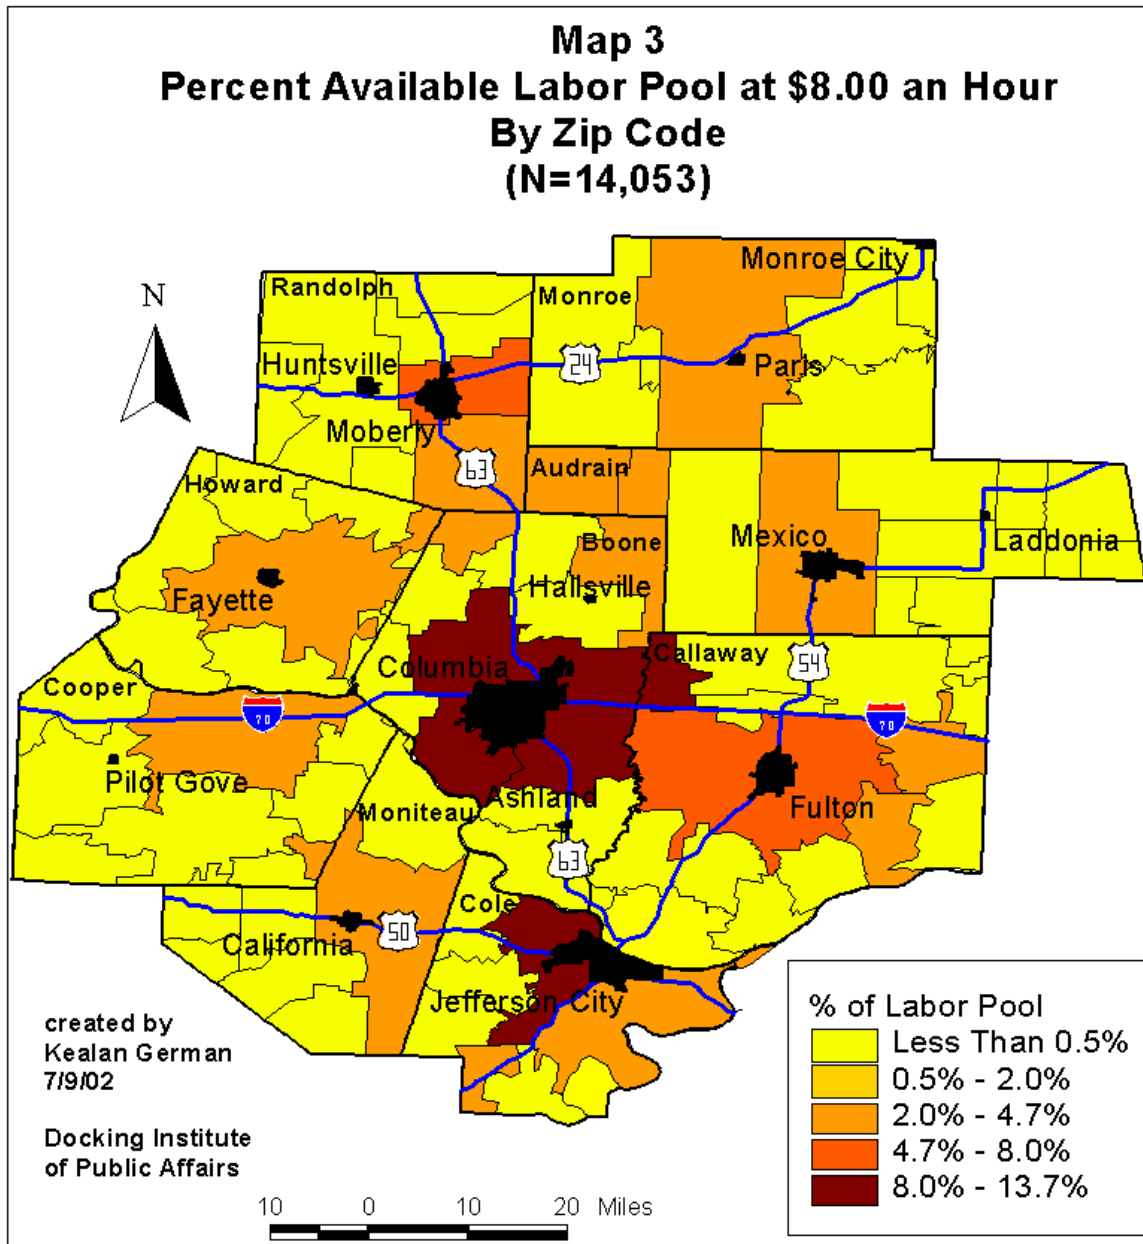 Map 3
Percent Available Labor Pool at $8.00 an Hour
By Zip Code
(N=14,053)
N
Monroe City
Randolph
Monroe
Huntsville
24
Paris
Moberly
63
Audrain
Howard
Boone
Mexico
Laddonia
Hallsville
Fayette
Columbia
Callaway
54
Cooper
70
70
Pilot Gove
Ashland
Moniteau
Fulton
63
Cole
California
50
Jefferson City
created by
Kealan German
7/9/02
Docking Institute
of Public Affairs
% of Labor Pool
Less Than 0.5%
0.5% - 2.0%
2.0% - 4.7%
4.7% - 8.0%
8.0% - 13.7%
10 0 10 20 Miles